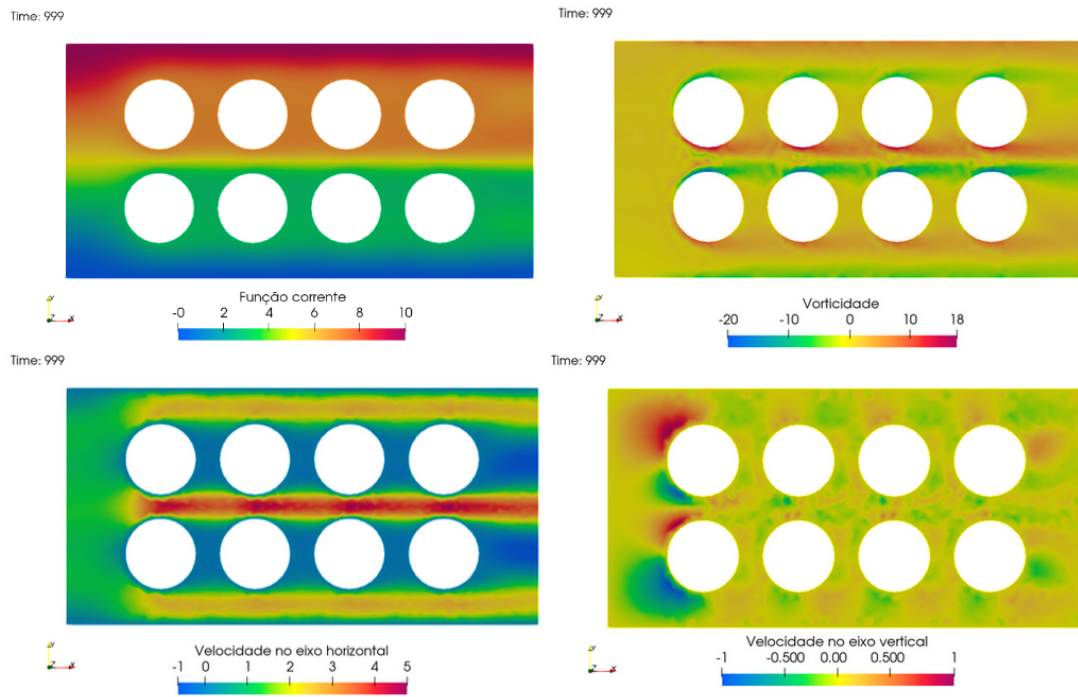 Time: 999
Função corrente
-0 2 4 6 8 10
Y
Z X
Time: 999
Vorticidade
-20 -10 0 10 18
Y
Z X
Time: 999
Velocidade no eixo horizontal
-1 0 1 2 3 4 5
Y
Z X
Time: 999
Velocidade no eixo vertical
-1 -0.500 0.00 0.500 1
Y
Z X